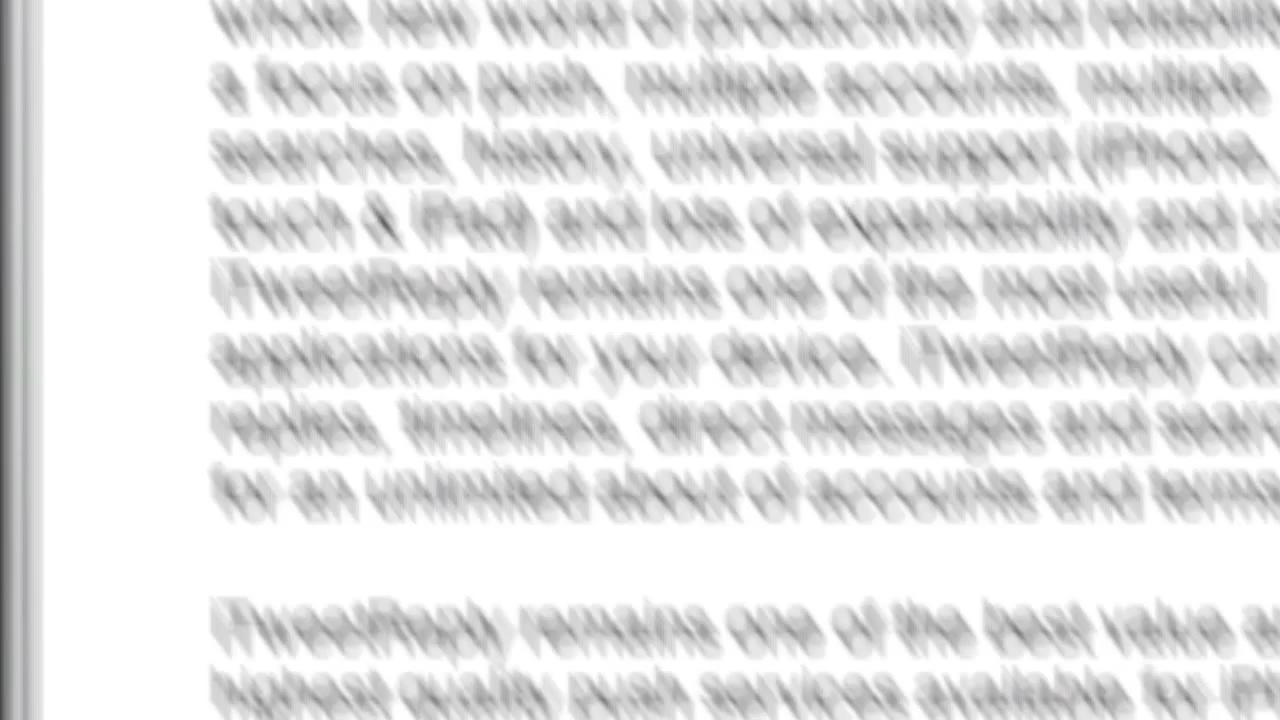 whole new world of productivity and
a focus on push, multiple accounts, multiple
searches, history, universal support (iPhone,
touch & iPad) and lots of expandability and
iTweetReply remains one of the most useful
applications for your device. iTweetReply
replies, timelines, direct messages and
for an unlimited about of accounts and
iTweetReply remains one of the best value
highest quality push services available for